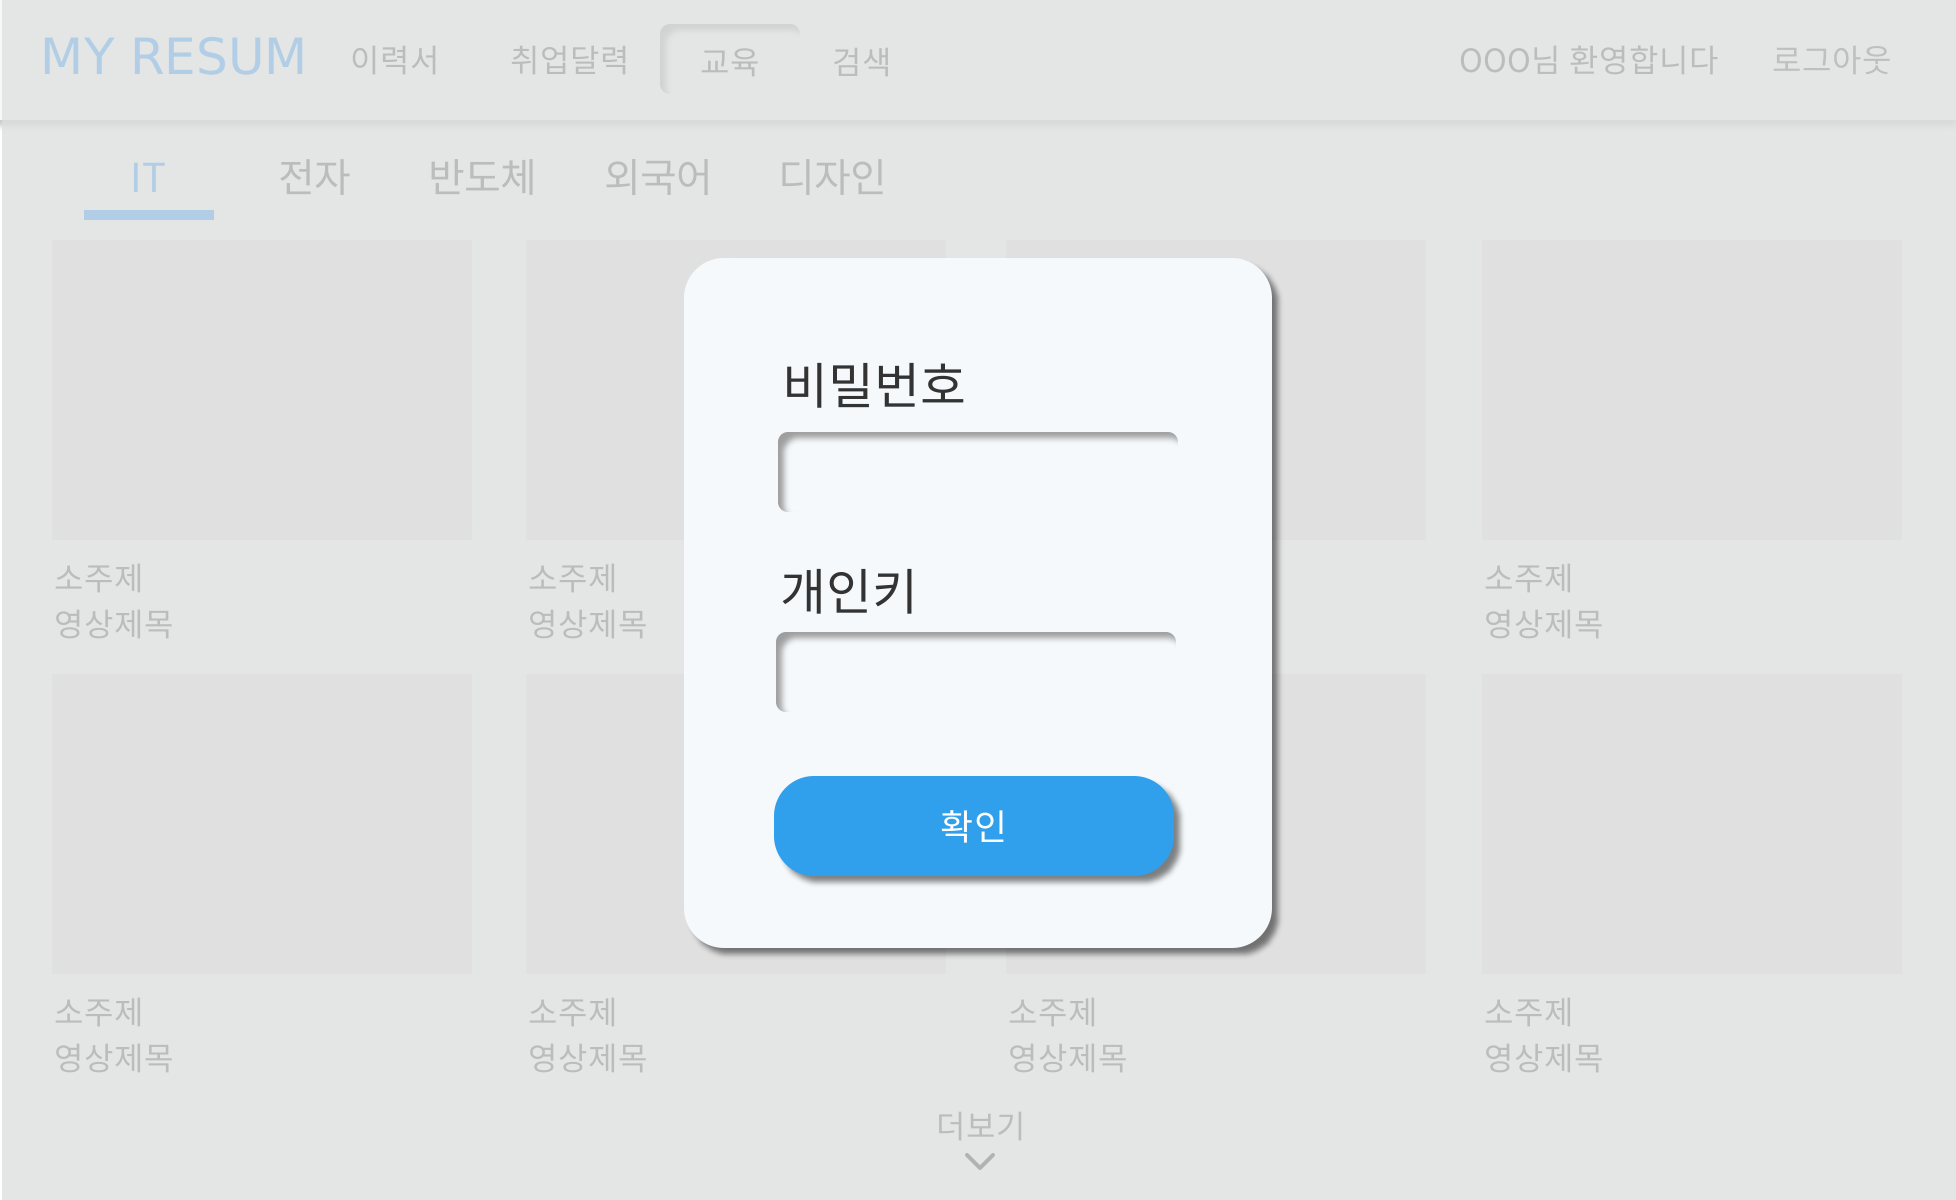 MY RESUM 이력서 취업달력 교육 검색 OOO님 환영합니다 로그아웃
IT 전자 반도체 외국어 디자인
비밀번호
개인키
확인
소주제 소주제 소주제
영상제목 영상제목 영상제목
소주제 소주제 소주제 소주제
영상제목 영상제목 영상제목 영상제목
더보기